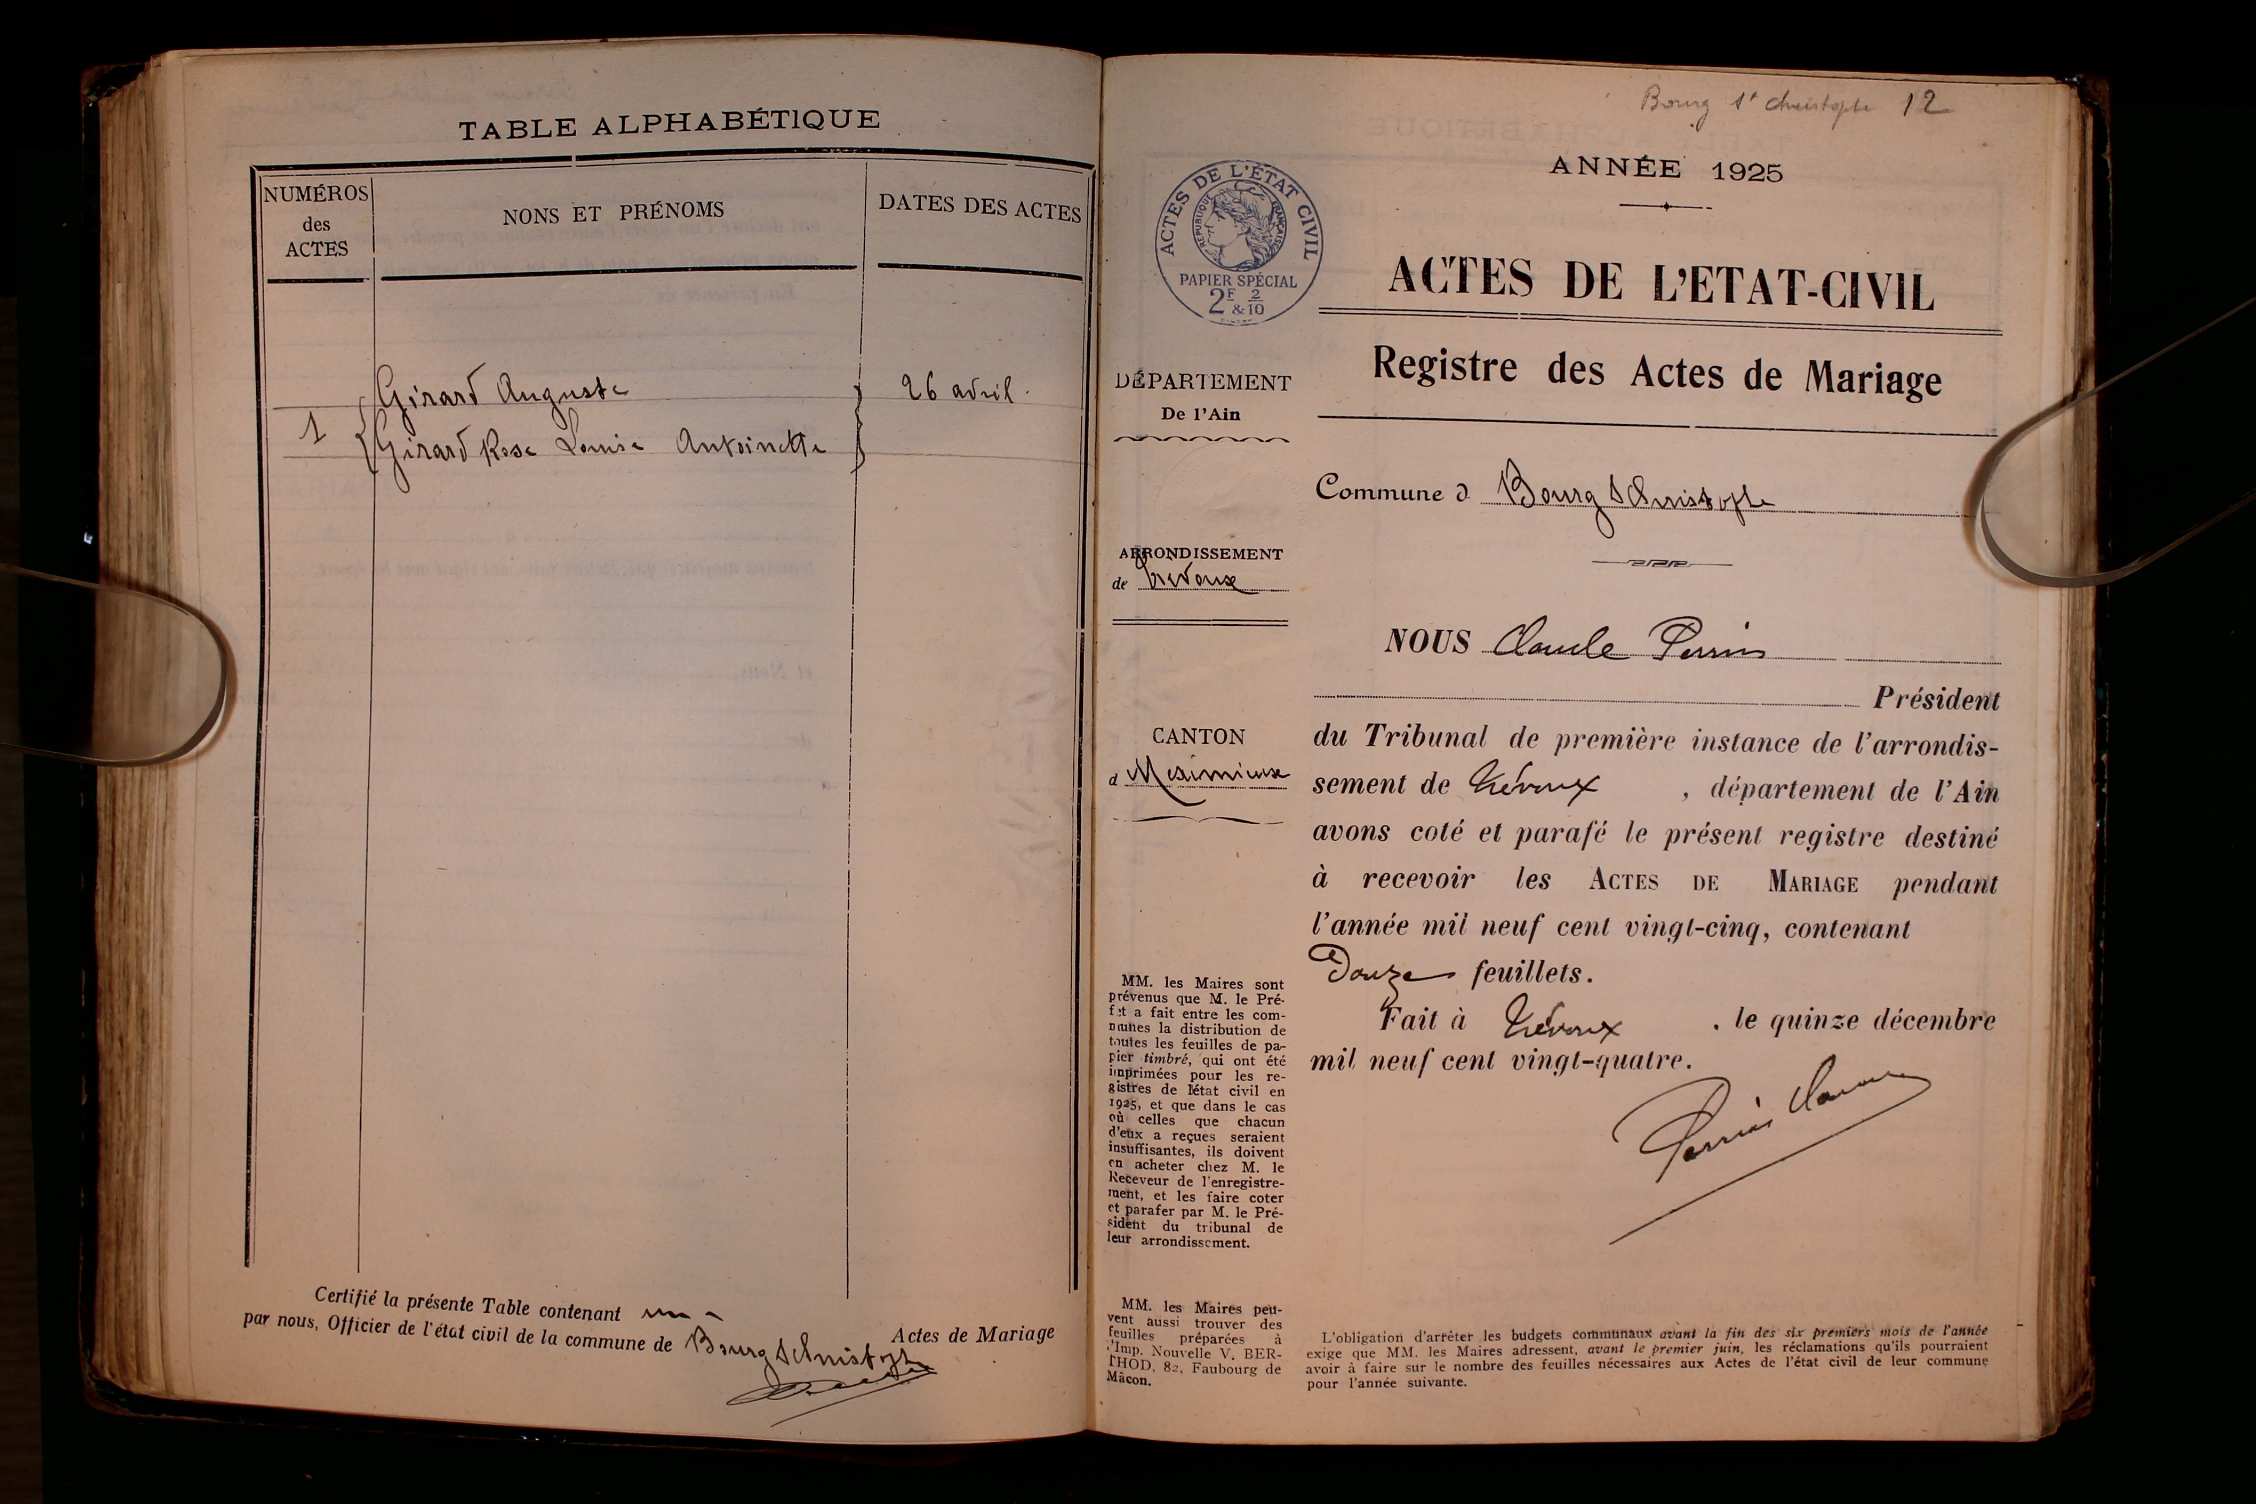 TABLE ALPHABÉTIQUE
NUMÉROS
des
ACTES
NONS ET PRÉNOMS
DATES DES ACTES
Girard Auguste
26 avril.
1
Girard Rose Louise Antoinette
Certifié la présente Table contenant un
Actes de Mariage
par nous, Officier de l'état civil de la commune de Bourg St Christophe
Bourg St Christophe 12
ANNÉE 1925
ACTES DE L'ÉTAT CIVIL
RÉPUBLIQUE FRANÇAISE
PAPIER SPÉCIAL
2F & 2/10
ACTES DE L'ETAT-CIVIL
Registre des Actes de Mariage
DÉPARTEMENT
De l'Ain
Commune d Bourg St Christophe
ARRONDISSEMENT
de Trévoux
NOUS Claude Perrin
Président
CANTON
d Meximieux
du Tribunal de première instance de l'arrondis-
sement de Trévoux , département de l'Ain
avons coté et parafé le présent registre destiné
à recevoir les ACTES DE MARIAGE pendant
l'année mil neuf cent vingt-cinq, contenant
Douze feuillets.
Fait à Trévoux , le quinze décembre
mil neuf cent vingt-quatre.
Perrin Claude
MM. les Maires sont
prévenus que M. le Pré-
fet a fait entre les com-
munes la distribution de
toutes les feuilles de pa-
pier timbré, qui ont été
imprimées pour les re-
gistres de l'état civil en
1925, et que dans le cas
où celles que chacun
d'eux a reçues seraient
insuffisantes, ils doivent
en acheter chez M. le
Receveur de l'enregistre-
ment, et les faire coter
et parafer par M. le Pré-
sident du tribunal de
leur arrondissement.
MM. les Maires peu-
vent aussi trouver des
feuilles préparées à
l'Imp. Nouvelle V. BER-
THOD, 82, Faubourg de
Mâcon.
L'obligation d'arrêter les budgets communaux avant la fin des six premiers mois de l'année
exige que MM. les Maires adressent, avant le premier juin, les réclamations qu'ils pourraient
avoir à faire sur le nombre des feuilles nécessaires aux Actes de l'état civil de leur commune
pour l'année suivante.